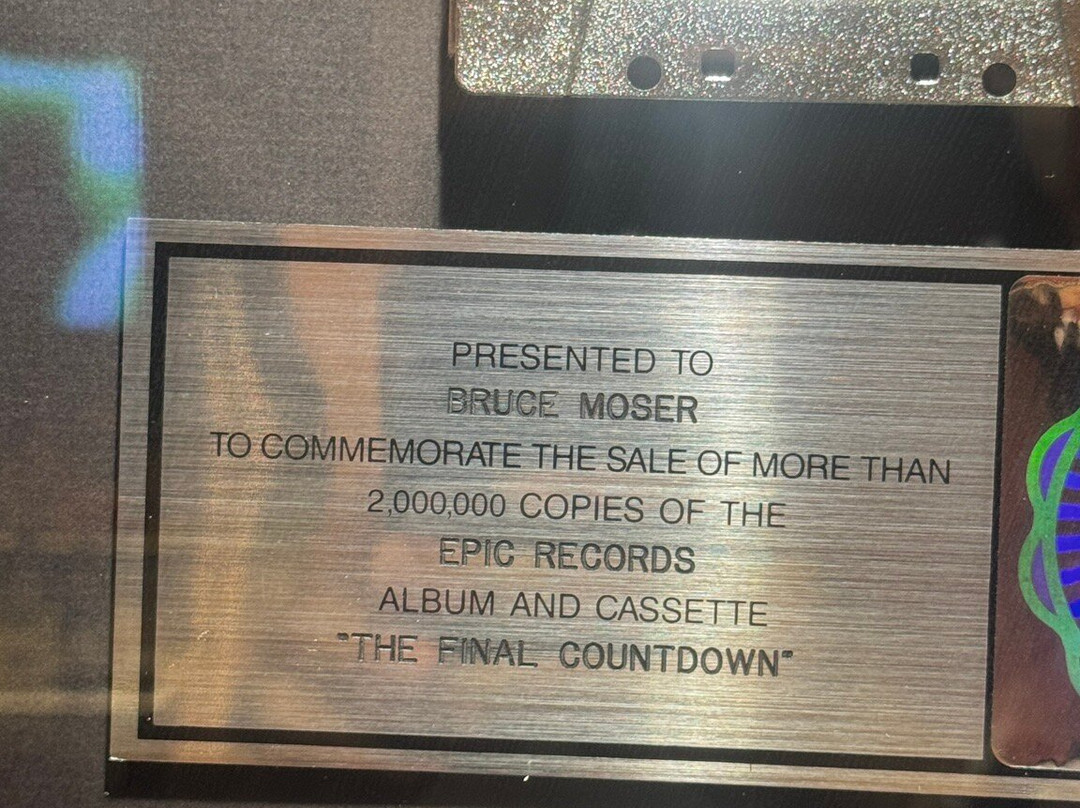 PRESENTED TO
BRUCE MOSER
TO COMMEMORATE THE SALE OF MORE THAN
2,000,000 COPIES OF THE
EPIC RECORDS
ALBUM AND CASSETTE
"THE FINAL COUNTDOWN"